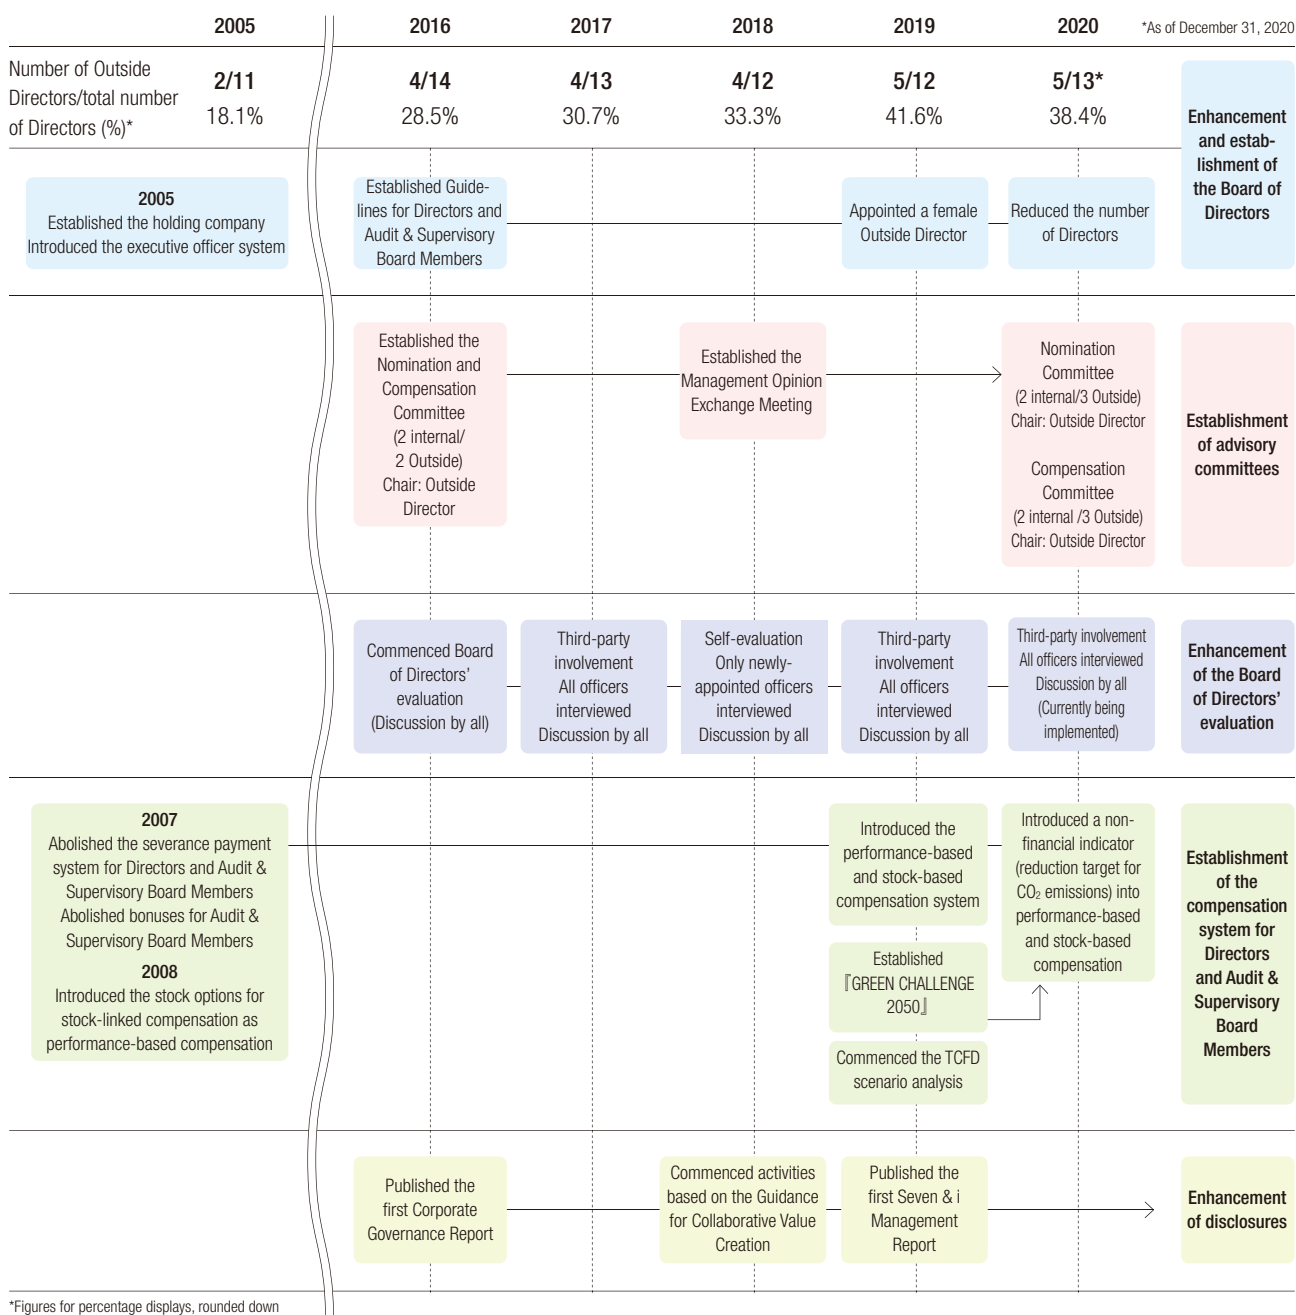 2005 2016 2017 2018 2019 2020 *As of December 31, 2020
Number of Outside
Directors/total number
of Directors (%)*
2/11 4/14 4/13 4/12 5/12 5/13*
18.1% 28.5% 30.7% 33.3% 41.6% 38.4%
Enhancement
and estab-
lishment of
the Board of
Directors
2005
Established the holding company
Introduced the executive officer system
Established Guide-
lines for Directors and
Audit & Supervisory
Board Members
Appointed a female
Outside Director
Reduced the number
of Directors
Established the
Nomination and
Compensation
Committee
(2 internal/
2 Outside)
Chair: Outside
Director
Established the
Management Opinion
Exchange Meeting
Nomination
Committee
(2 internal/3 Outside)
Chair: Outside Director
Compensation
Committee
(2 internal /3 Outside)
Chair: Outside Director
Establishment
of advisory
committees
Commenced Board
of Directors'
evaluation
(Discussion by all)
Third-party
involvement
All officers
interviewed
Discussion by all
Self-evaluation
Only newly-
appointed officers
interviewed
Discussion by all
Third-party
involvement
All officers
interviewed
Discussion by all
Third-party involvement
All officers interviewed
Discussion by all
(Currently being
implemented)
Enhancement
of the Board
of Directors'
evaluation
2007
Abolished the severance payment
system for Directors and Audit &
Supervisory Board Members
Abolished bonuses for Audit &
Supervisory Board Members
2008
Introduced the stock options for
stock-linked compensation as
performance-based compensation
Introduced the
performance-based
and stock-based
compensation system
Established
『GREEN CHALLENGE
2050』
Commenced the TCFD
scenario analysis
Introduced a non-
financial indicator
(reduction target for
CO₂ emissions) into
performance-based
and stock-based
compensation
Establishment
of the
compensation
system for
Directors
and Audit &
Supervisory
Board
Members
Published the
first Corporate
Governance Report
Commenced activities
based on the Guidance
for Collaborative Value
Creation
Published the
first Seven & i
Management
Report
Enhancement
of disclosures
*Figures for percentage displays, rounded down